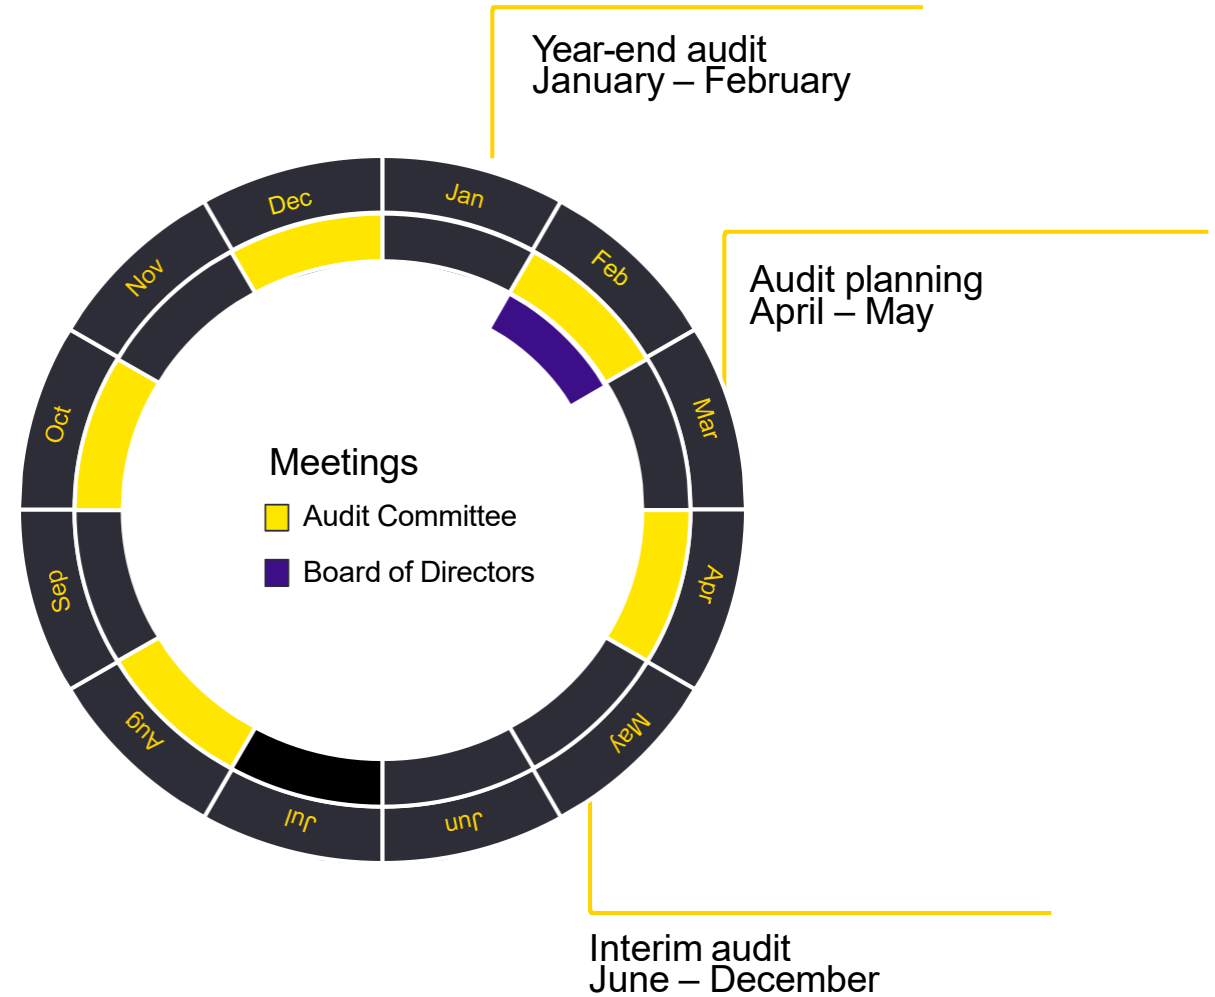 Year-end audit
January – February
Audit planning
April – May
Jan
Feb
Mar
Apr
May
Jun
Jul
Aug
Sep
Oct
Nov
Dec
Meetings
Audit Committee
Board of Directors
Interim audit
June – December